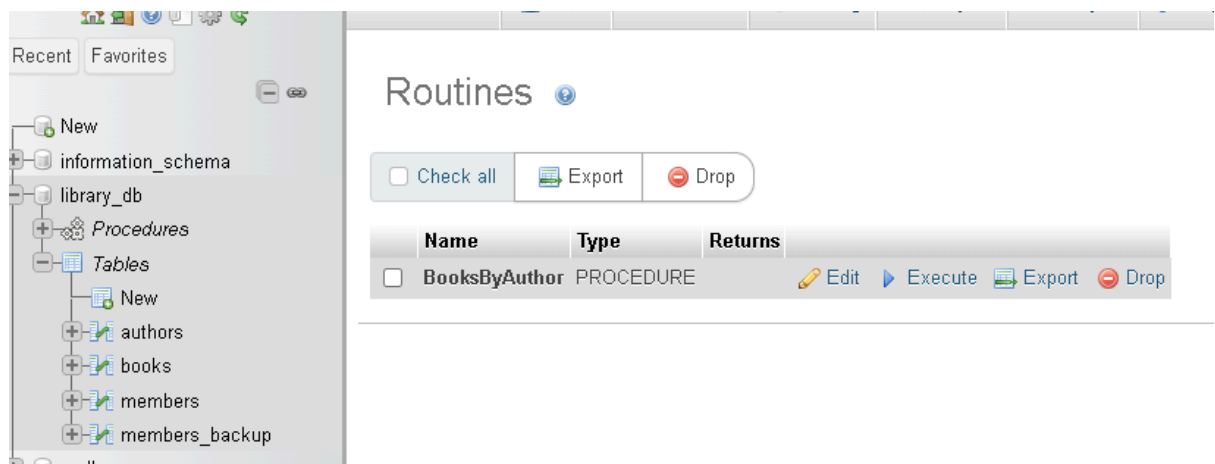 Recent Favorites
New
information_schema
library_db
Procedures
Tables
New
authors
books
members
members_backup
Routines
Check all Export Drop
Name Type Returns
BooksByAuthor PROCEDURE Edit Execute Export Drop